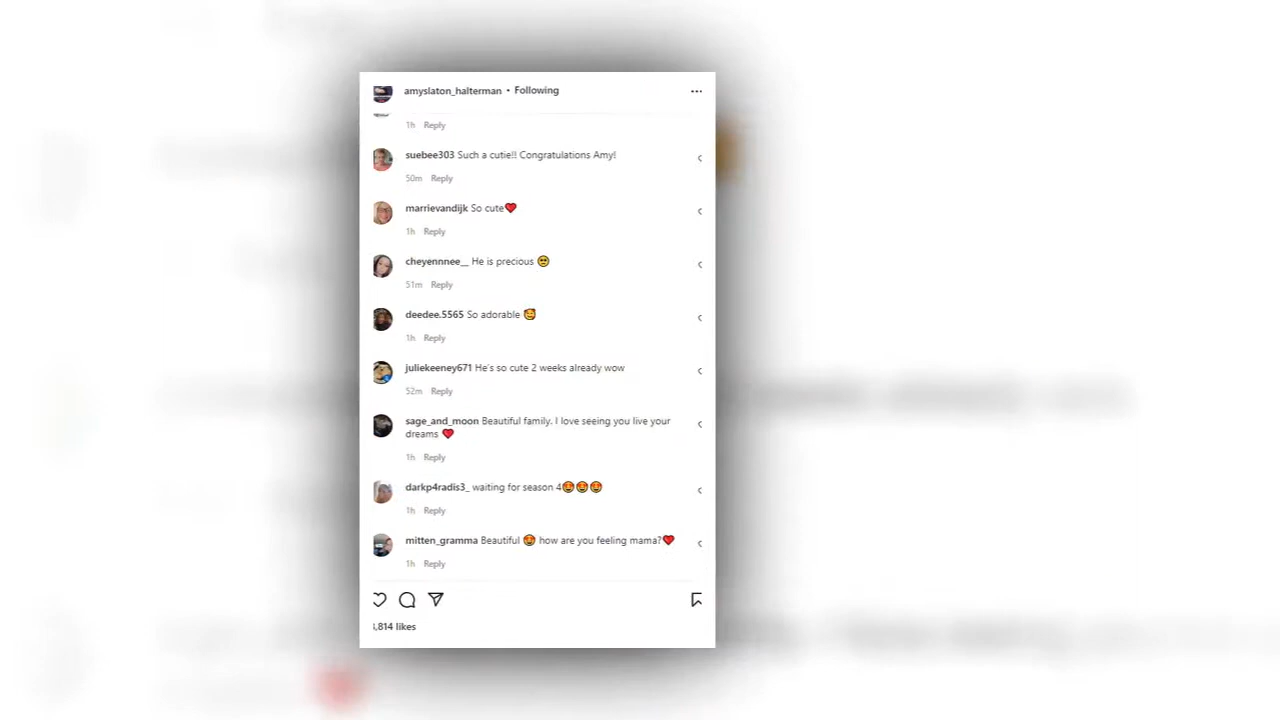 amyslaton_halterman • Following
1h Reply
suebee303 Such a cutie!! Congratulations Amy!
50m Reply
marrievandijk So cute❤️
1h Reply
cheyennnee__ He is precious 🥺
51m Reply
deedee.5565 So adorable 🥰
1h Reply
juliekeeney671 He's so cute 2 weeks already wow
52m Reply
sage_and_moon Beautiful family. I love seeing you live your
dreams ❤️
1h Reply
darkp4radis3_ waiting for season 4😍😍😍
1h Reply
mitten_gramma Beautiful 😍 how are you feeling mama?❤️
1h Reply
,814 likes